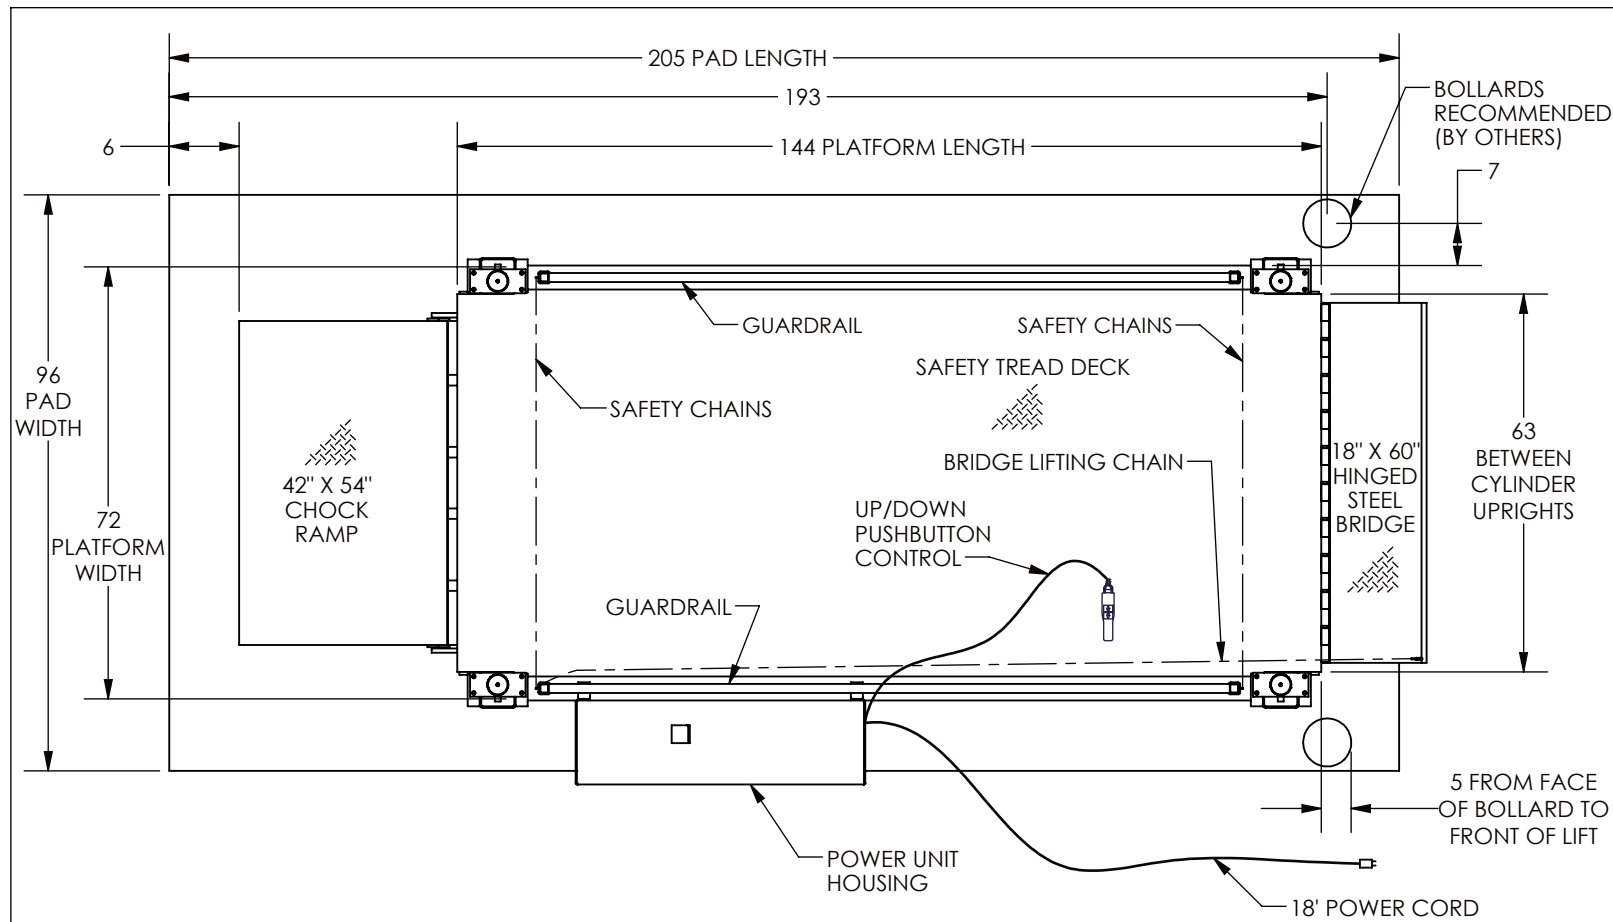 205 PAD LENGTH
193
BOLLARDS
RECOMMENDED
(BY OTHERS)
6
144 PLATFORM LENGTH
7
GUARDRAIL
SAFETY CHAINS
SAFETY TREAD DECK
96
PAD
WIDTH
SAFETY CHAINS
63
BETWEEN
CYLINDER
UPRIGHTS
18" X 60"
HINGED
STEEL
BRIDGE
BRIDGE LIFTING CHAIN
42" X 54"
CHOCK
RAMP
72
PLATFORM
WIDTH
UP/DOWN
PUSHBUTTON
CONTROL
GUARDRAIL
5 FROM FACE
OF BOLLARD TO
FRONT OF LIFT
POWER UNIT
HOUSING
18' POWER CORD